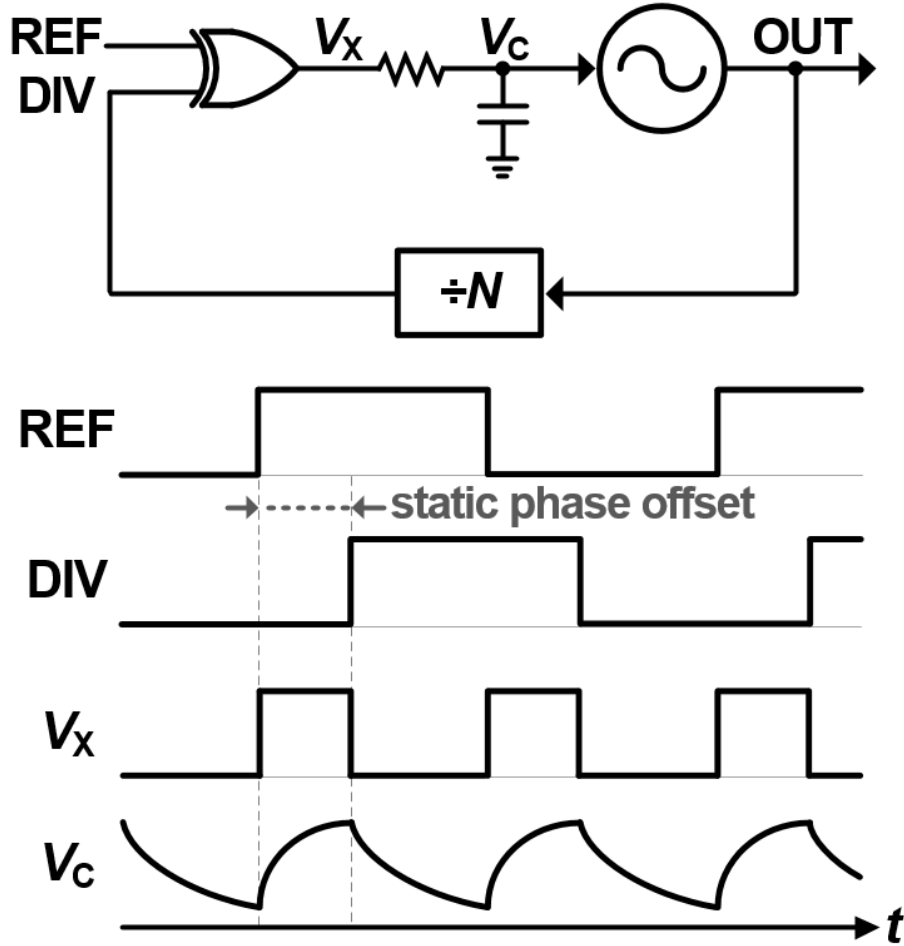 REF
DIV
VX
VC
OUT
÷N
REF
static phase offset
DIV
VX
VC
t